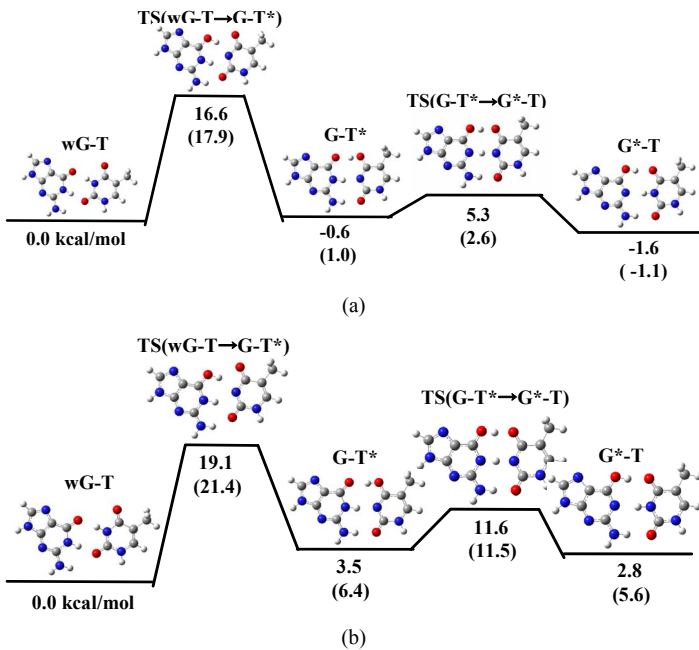 TS(wG-T→G-T*)
16.6
(17.9)
TS(G-T*→G*-T)
wG-T
G-T*
G*-T
0.0 kcal/mol
-0.6
(1.0)
5.3
(2.6)
-1.6
( -1.1)
(a)
TS(wG-T→G-T*)
19.1
(21.4)
TS(G-T*→G*-T)
wG-T
G-T*
G*-T
0.0 kcal/mol
3.5
(6.4)
11.6
(11.5)
2.8
(5.6)
(b)